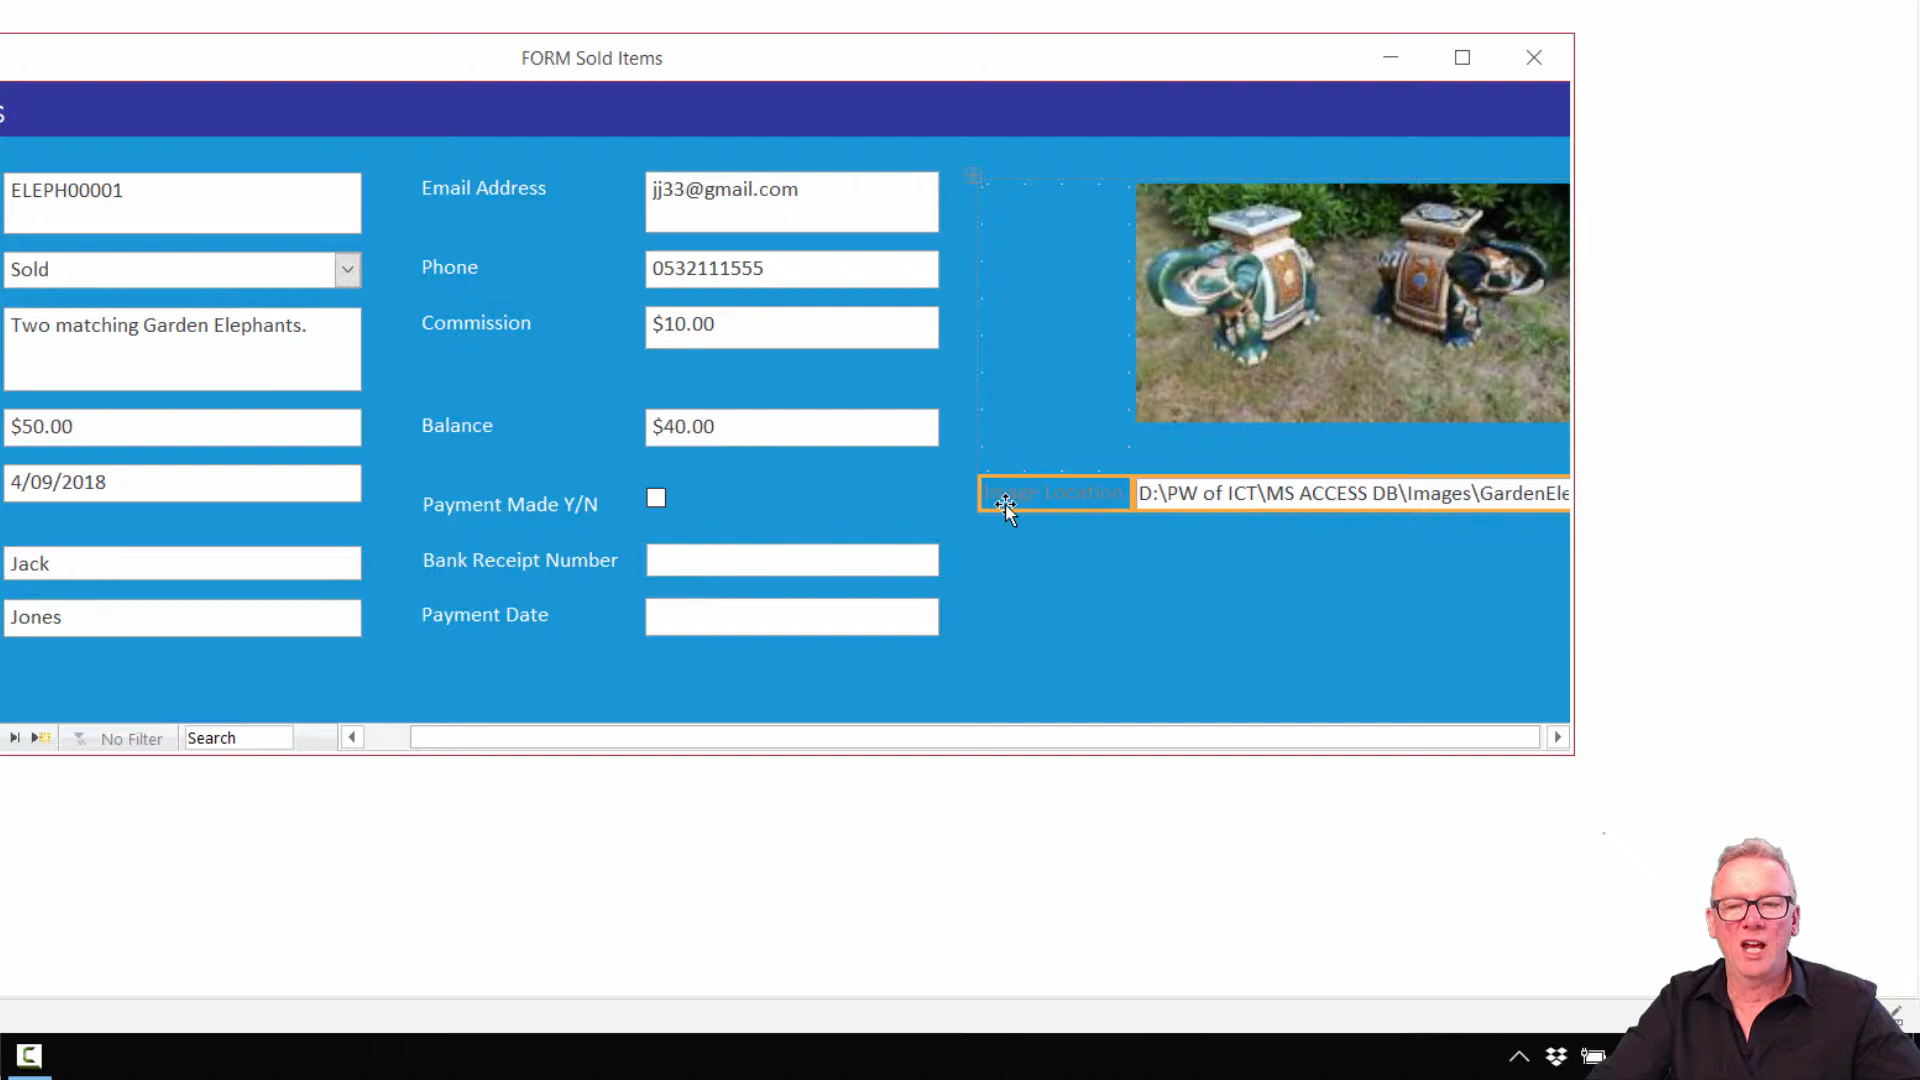 FORM Sold Items
S
ELEPH00001
Sold
Two matching Garden Elephants.
$50.00
4/09/2018
Jack
Jones
Email Address
jj33@gmail.com
Phone
0532111555
Commission
$10.00
Balance
$40.00
Payment Made Y/N
Bank Receipt Number
Payment Date
Image Location
D:\PW of ICT\MS ACCESS DB\Images\GardenEle
No Filter
Search